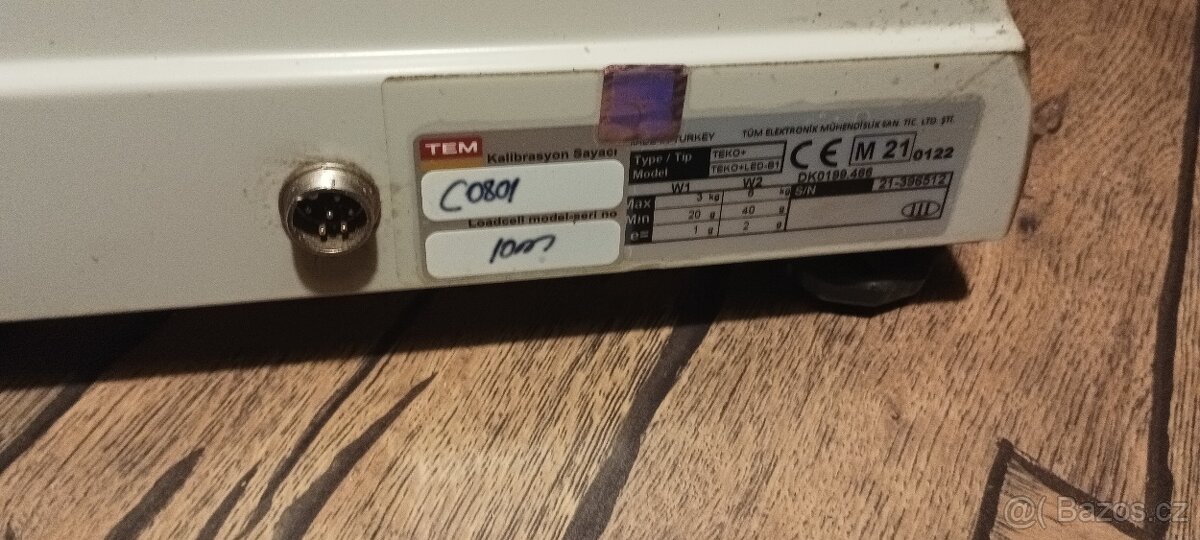 TEM
Kalibrasyon Sayacı
C0801
Loadcell model-seri no
TURKEY
TÜM ELEKTRONİK MÜHENDİSLİK SAN. TİC. LTD. ŞTİ.
Type / Tip TEKO+
Model TEKO+LED-B1
CE M 21 0122
DK0199.466
W1 W2
Max 3 kg 6 kg
Min 20 g 40 g
e= 1 g 2 g
S/N 21-396512
III
@( Bazos.cz